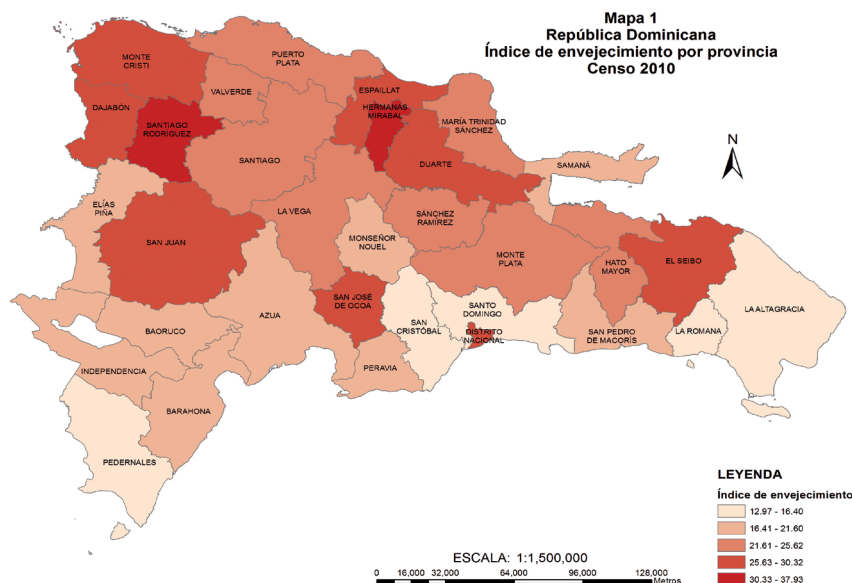 Mapa 1
República Dominicana
Índice de envejecimiento por provincia
Censo 2010
MONTE
CRISTI
PUERTO
PLATA
VALVERDE
ESPAILLAT
DAJABÓN
HERMANAS
MIRABAL
MARÍA TRINIDAD
SÁNCHEZ
SANTIAGO
RODRÍGUEZ
N
SANTIAGO
DUARTE
SAMANÁ
ELÍAS
PIÑA
LA VEGA
SÁNCHEZ
RAMÍREZ
SAN JUAN
MONSEÑOR
NOUEL
MONTE
PLATA
HATO
MAYOR
EL SEIBO
SAN JOSÉ
DE OCOA
SANTO
DOMINGO
LA ALTAGRACIA
AZUA
SAN
CRISTÓBAL
DISTRITO
NACIONAL
SAN PEDRO
DE MACORÍS
LA ROMANA
BAORUCO
INDEPENDENCIA
PERAVIA
BARAHONA
PEDERNALES
LEYENDA
Índice de envejecimiento
12.97 - 16.40
16.41 - 21.60
21.61 - 25.62
25.63 - 30.32
30.33 - 37.93
ESCALA: 1:1,500,000
0 16,000 32,000 64,000 96,000 128,000
Metros